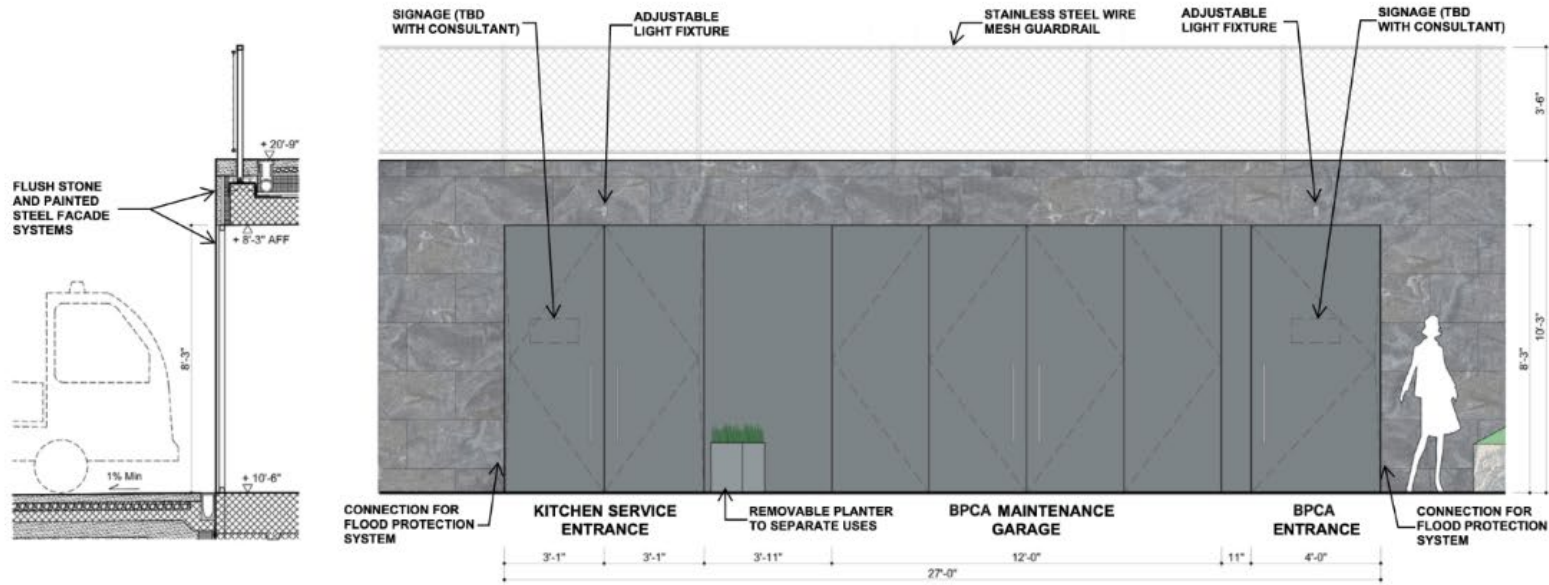 SIGNAGE (TBD
WITH CONSULTANT)
ADJUSTABLE
LIGHT FIXTURE
STAINLESS STEEL WIRE
MESH GUARDRAIL
ADJUSTABLE
LIGHT FIXTURE
SIGNAGE (TBD
WITH CONSULTANT)
3'-6"
+ 20'-9"
FLUSH STONE
AND PAINTED
STEEL FACADE
SYSTEMS
+ 8'-3" AFF
8'-3"
10'-3"
8'-3"
1% Min
+ 10'-6"
CONNECTION FOR
FLOOD PROTECTION
SYSTEM
KITCHEN SERVICE
ENTRANCE
REMOVABLE PLANTER
TO SEPARATE USES
BPCA MAINTENANCE
GARAGE
BPCA
ENTRANCE
CONNECTION FOR
FLOOD PROTECTION
SYSTEM
3'-1"
3'-1"
3'-11"
12'-0"
11"
4'-0"
27'-0"